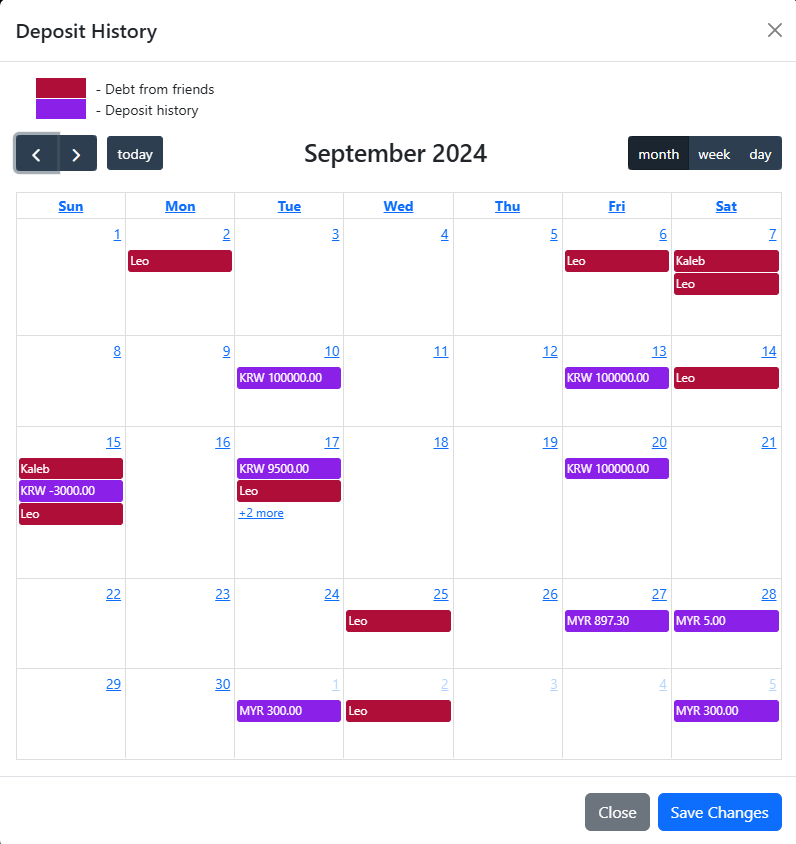 Deposit History
- Debt from friends
- Deposit history
today
September 2024
month week day
Sun Mon Tue Wed Thu Fri Sat
1 2 3 4 5 6 7
Leo Leo Kaleb
Leo
8 9 10 11 12 13 14
KRW 100000.00 KRW 100000.00 Leo
15 16 17 18 19 20 21
Kaleb KRW 9500.00 KRW 100000.00
KRW -3000.00 Leo
Leo +2 more
22 23 24 25 26 27 28
Leo MYR 897.30 MYR 5.00
29 30 1 2 3 4 5
MYR 300.00 Leo MYR 300.00
Close Save Changes